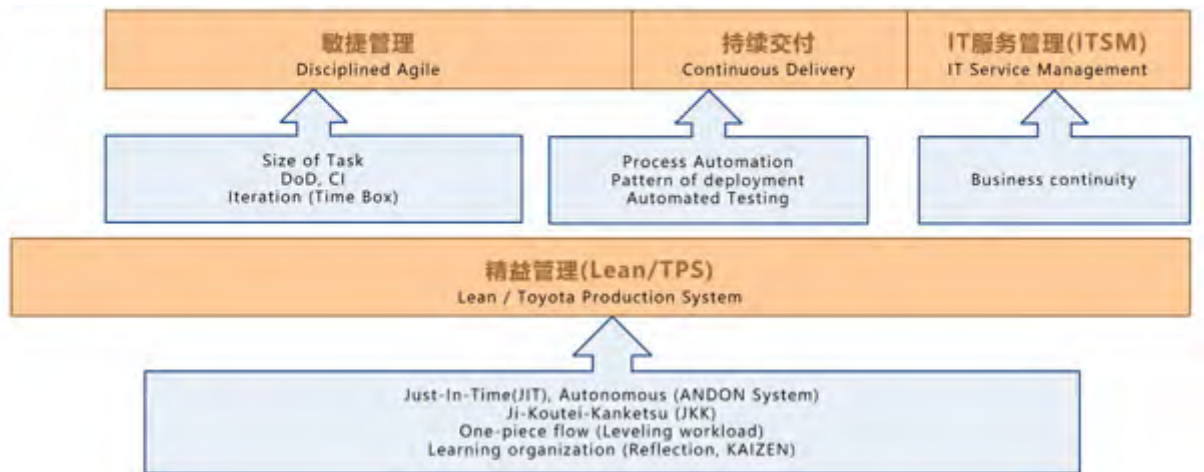 敏捷管理
Disciplined Agile
持续交付
Continuous Delivery
IT服务管理(ITSM)
IT Service Management
Size of Task
DoD, CI
Iteration (Time Box)
Process Automation
Pattern of deployment
Automated Testing
Business continuity
精益管理(Lean/TPS)
Lean / Toyota Production System
Just-In-Time(JIT), Autonomous (ANDON System)
Ji-Koutei-Kanketsu (JKK)
One-piece flow (Leveling workload)
Learning organization (Reflection, KAIZEN)